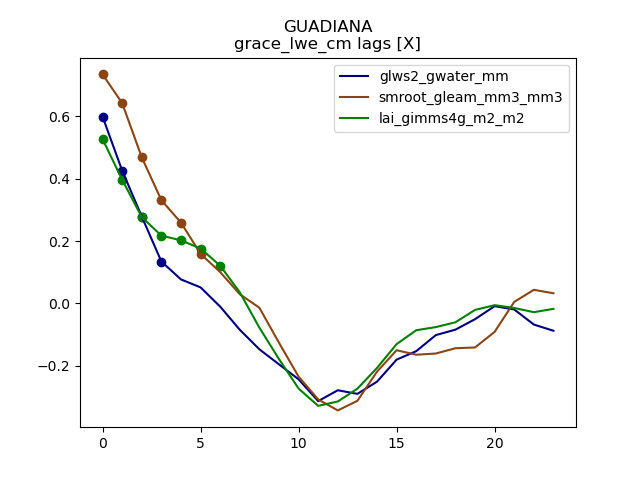 GUADIANA
grace_lwe_cm lags [X]
glws2_gwater_mm
smroot_gleam_mm3_mm3
lai_gimms4g_m2_m2
0.6
0.4
0.2
0.0
−0.2
0 5 10 15 20